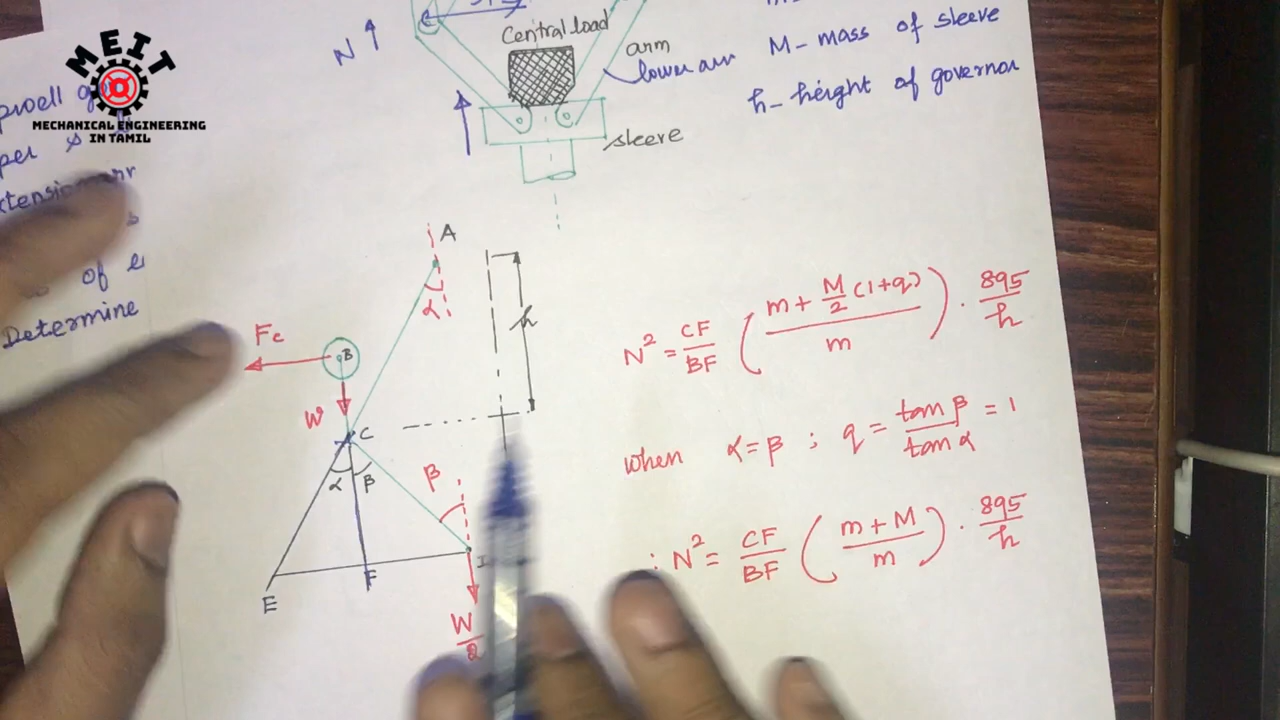 MEIT
MECHANICAL ENGINEERING
IN TAMIL
of
Determine
N ↑
Central load
arm
lower arm
sleeve
M - mass of sleeve
h - height of governor
A
α
h
Fc
B
W
C
α β
β
E
F
W/2
N² = CF/BF ( (m + M/2 (1+q)) / m ) · 895/h
when α = β ; q = tan β / tan α = 1
∴ N² = CF/BF ( (m + M) / m ) · 895/h